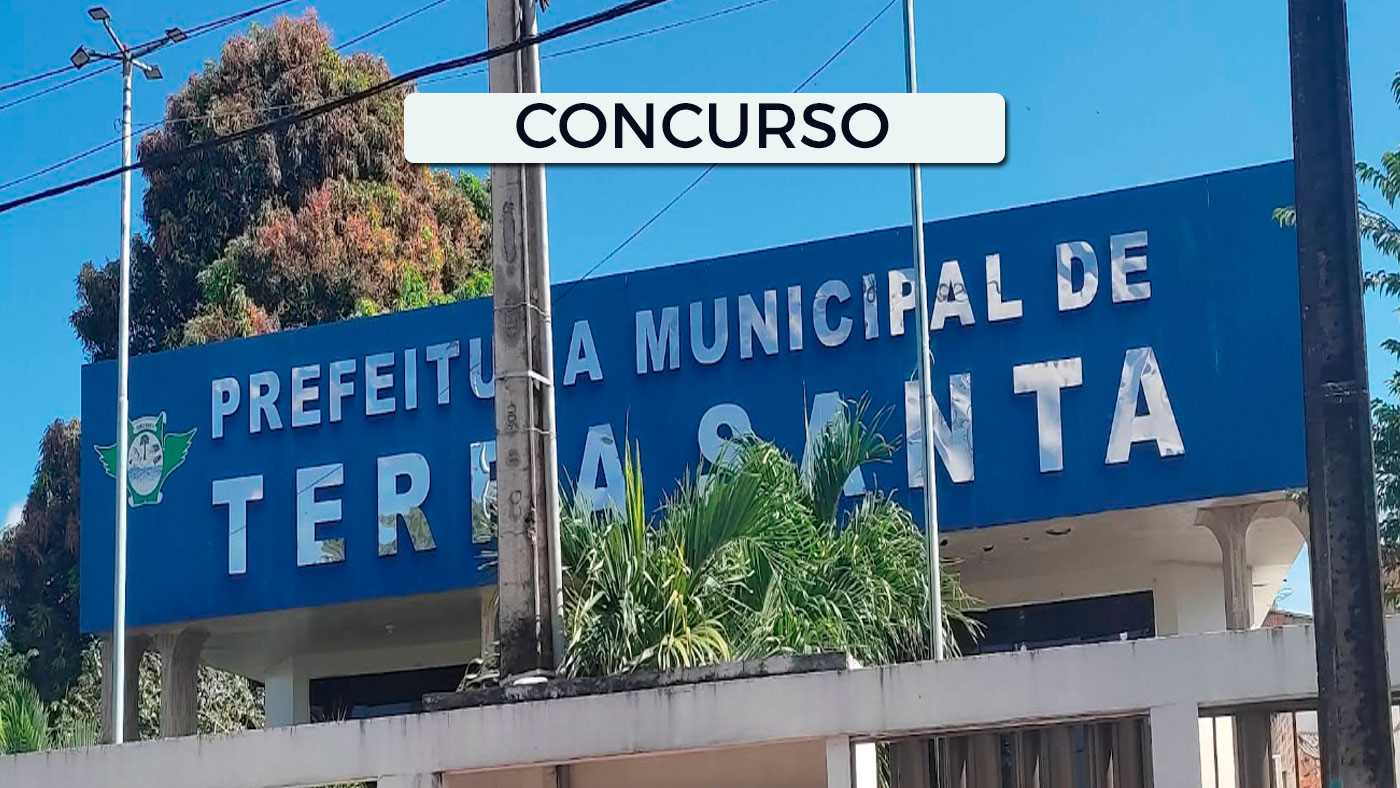 CONCURSO
PREFEITURA MUNICIPAL DE
TERRA SANTA